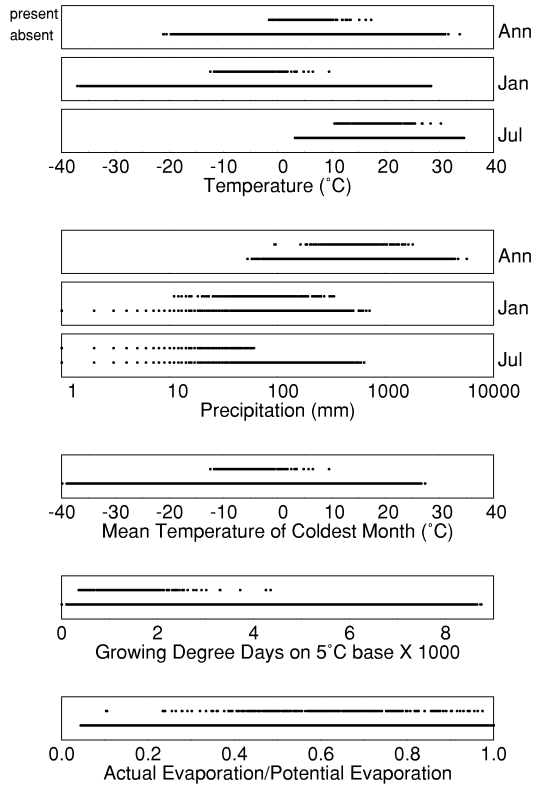 present
absent
Ann
Jan
Jul
-40 -30 -20 -10 0 10 20 30 40
Temperature (˚C)
Ann
Jan
Jul
1 10 100 1000 10000
Precipitation (mm)
-40 -30 -20 -10 0 10 20 30 40
Mean Temperature of Coldest Month (˚C)
0 2 4 6 8
Growing Degree Days on 5˚C base X 1000
0.0 0.2 0.4 0.6 0.8 1.0
Actual Evaporation/Potential Evaporation